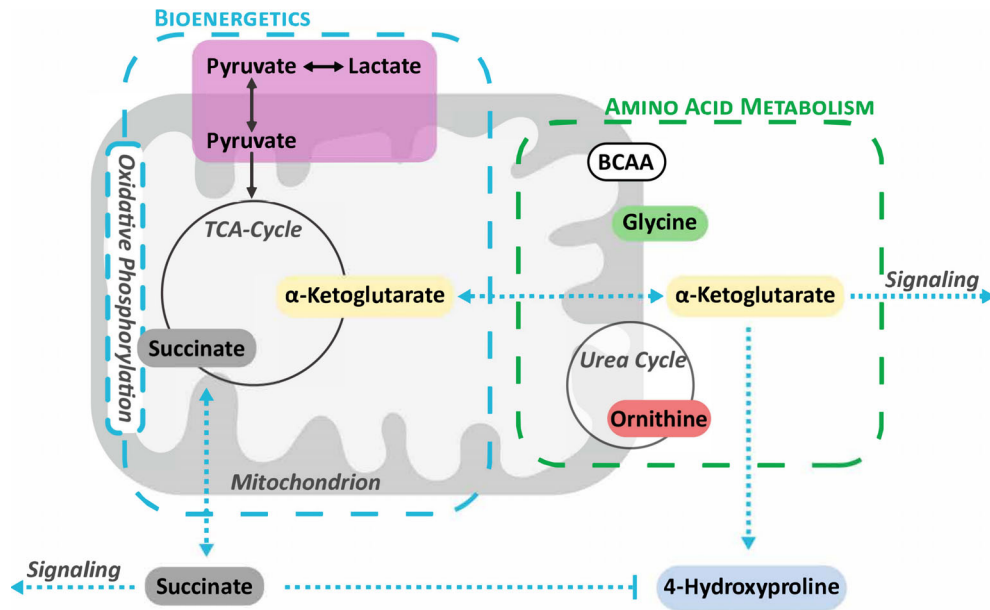 BIOENERGETICS
Pyruvate
Lactate
AMINO ACID METABOLISM
Pyruvate
BCAA
Oxidative Phosphorylation
TCA-Cycle
Glycine
α-Ketoglutarate
α-Ketoglutarate
Signaling
Succinate
Urea Cycle
Ornithine
Mitochondrion
Signaling
Succinate
4-Hydroxyproline